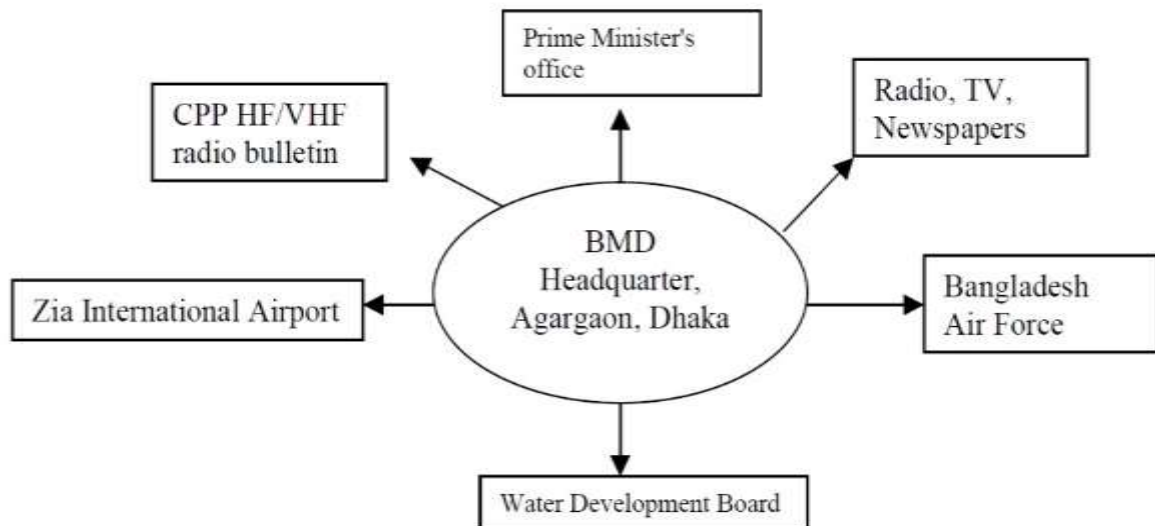 Prime Minister's
office
CPP HF/VHF
radio bulletin
Radio, TV,
Newspapers
BMD
Headquarter,
Agargaon, Dhaka
Zia International Airport
Bangladesh
Air Force
Water Development Board